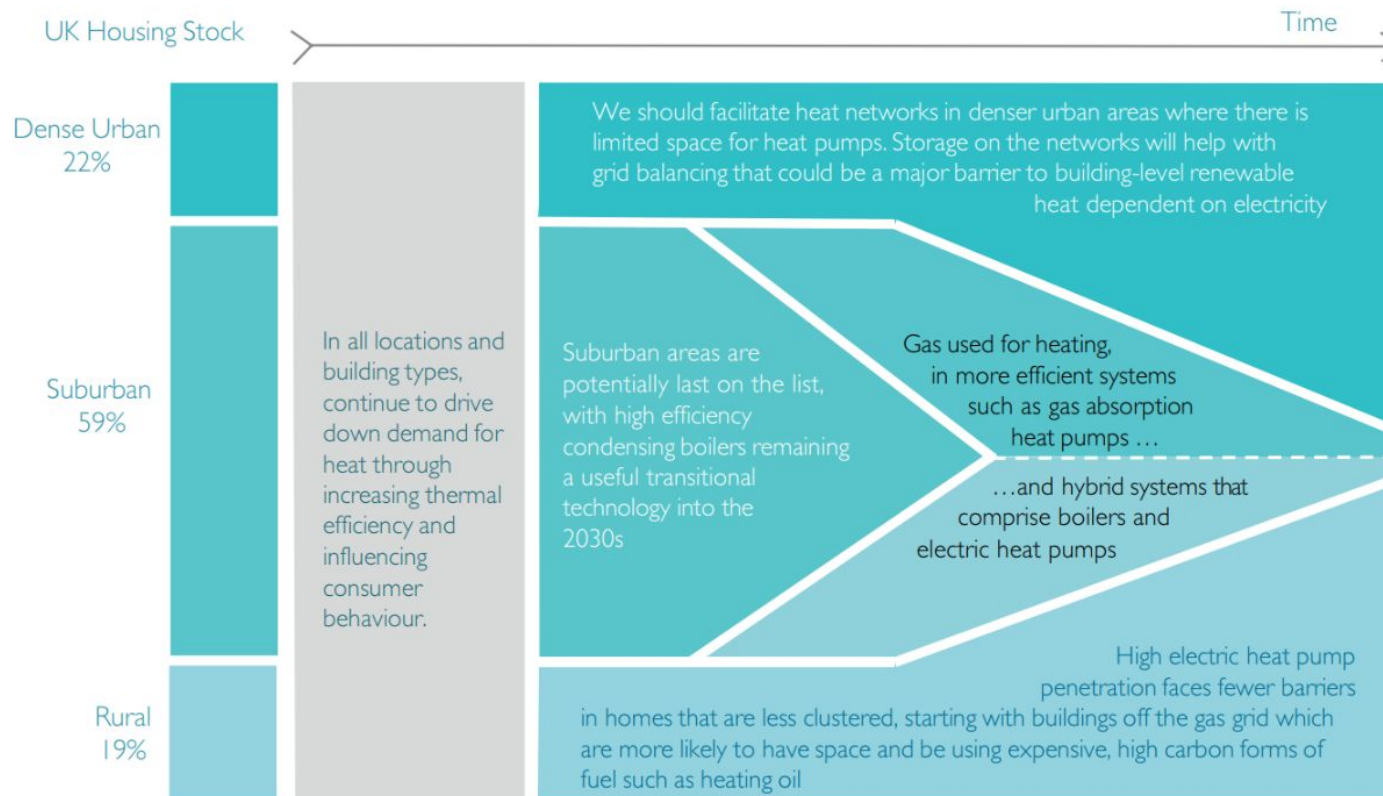 UK Housing Stock
Time
Dense Urban
22%
We should facilitate heat networks in denser urban areas where there is
limited space for heat pumps. Storage on the networks will help with
grid balancing that could be a major barrier to building-level renewable
heat dependent on electricity
Suburban
59%
In all locations and
building types,
continue to drive
down demand for
heat through
increasing thermal
efficiency and
influencing
consumer
behaviour.
Suburban areas are
potentially last on the list,
with high efficiency
condensing boilers remaining
a useful transitional
technology into the
2030s
Gas used for heating,
in more efficient systems
such as gas absorption
heat pumps …
…and hybrid systems that
comprise boilers and
electric heat pumps
Rural
19%
High electric heat pump
penetration faces fewer barriers
in homes that are less clustered, starting with buildings off the gas grid which
are more likely to have space and be using expensive, high carbon forms of
fuel such as heating oil